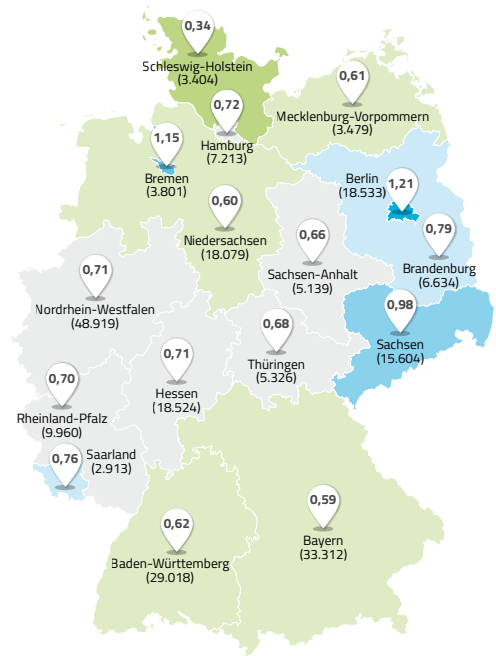 0,34
Schleswig-Holstein
(3.404)
0,61
Mecklenburg-Vorpommern
(3.479)
0,72
Hamburg
(7.213)
1,15
Bremen
(3.801)
Berlin
(18.533)
1,21
0,60
Niedersachsen
(18.079)
0,79
Brandenburg
(6.634)
0,66
Sachsen-Anhalt
(5.139)
0,71
Nordrhein-Westfalen
(48.919)
0,98
Sachsen
(15.604)
0,68
Thüringen
(5.326)
0,71
Hessen
(18.524)
0,70
Rheinland-Pfalz
(9.960)
0,76
Saarland
(2.913)
0,59
Bayern
(33.312)
0,62
Baden-Württemberg
(29.018)